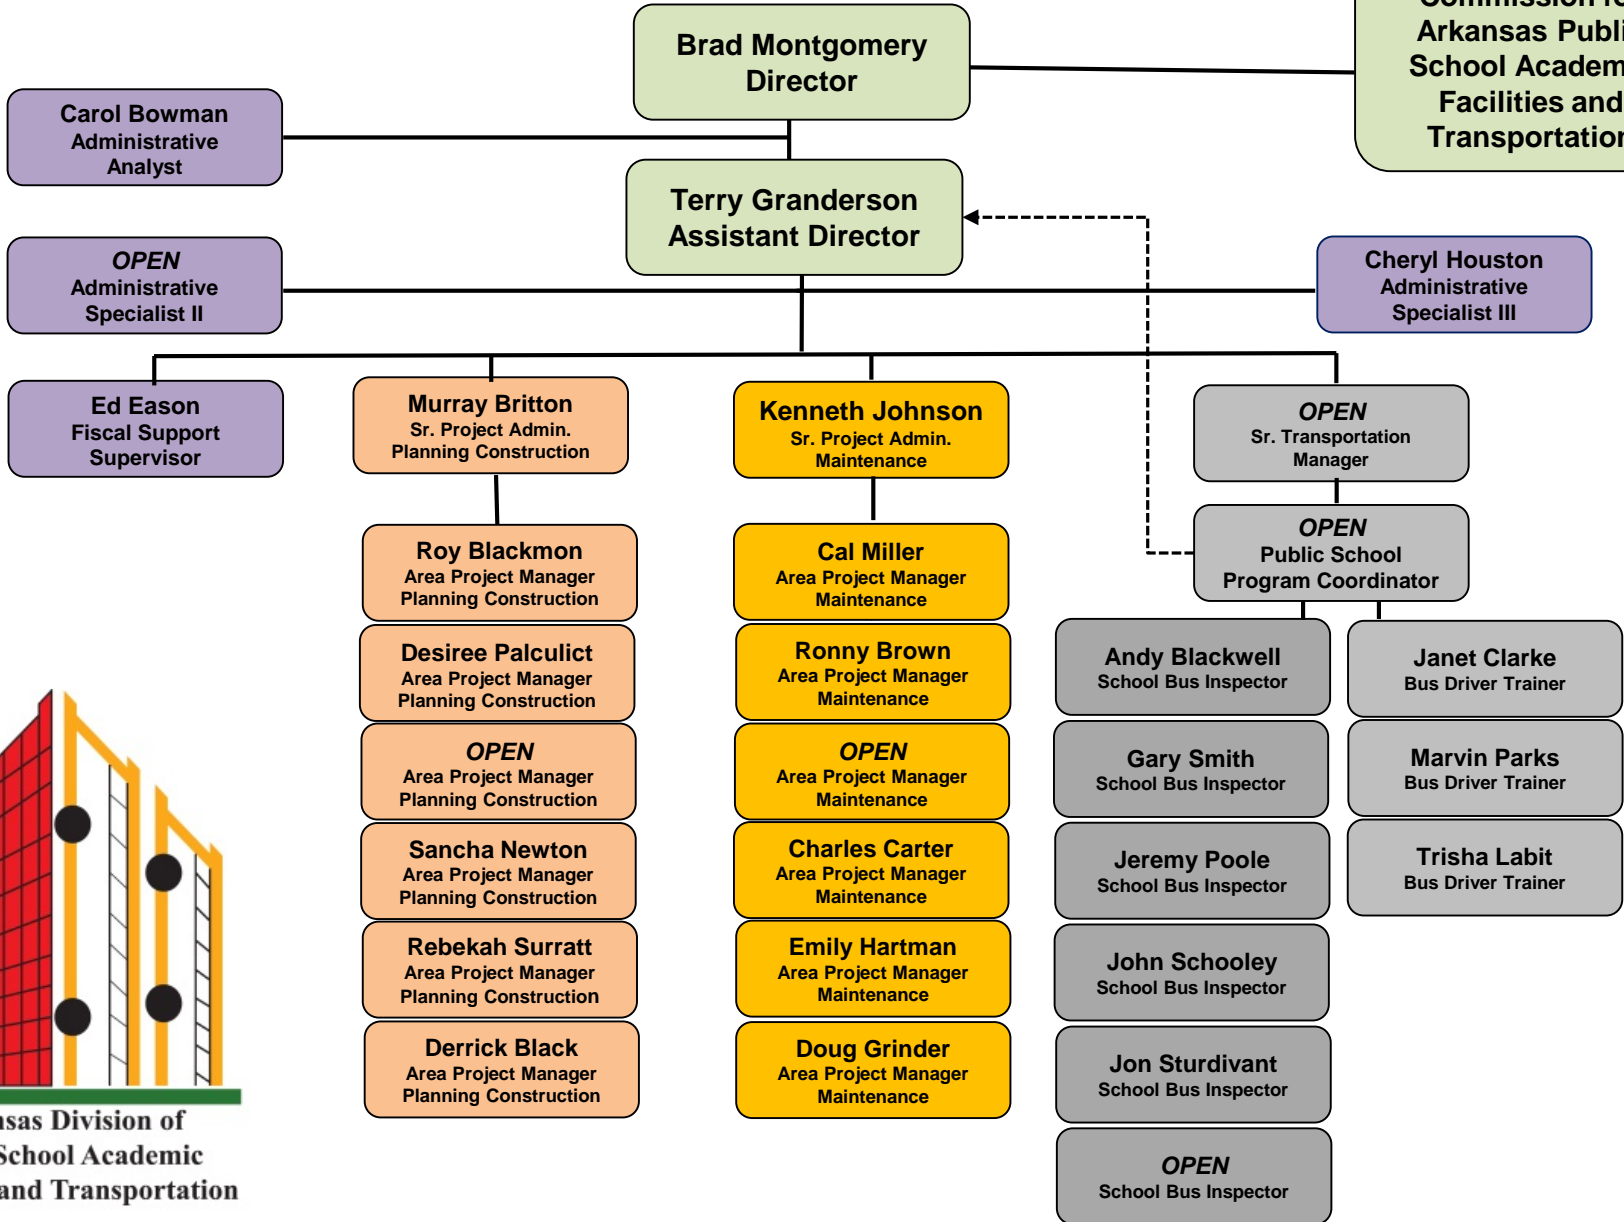 Arkansas
School
Facilities and
Brad Montgomery
Director
Carol Bowman
Administrative
Analyst
Terry Granderson
Assistant Director
OPEN
Administrative
Specialist II
Cheryl Houston
Administrative
Specialist III
Ed Eason
Fiscal Support
Supervisor
Murray Britton
Sr. Project Admin.
Planning Construction
Kenneth Johnson
Sr. Project Admin.
Maintenance
OPEN
Sr. Transportation
Manager
OPEN
Public School
Program Coordinator
Roy Blackmon
Area Project Manager
Planning Construction
Desiree Palculict
Area Project Manager
Planning Construction
OPEN
Area Project Manager
Planning Construction
Sancha Newton
Area Project Manager
Planning Construction
Rebekah Surratt
Area Project Manager
Planning Construction
Derrick Black
Area Project Manager
Planning Construction
Cal Miller
Area Project Manager
Maintenance
Ronny Brown
Area Project Manager
Maintenance
OPEN
Area Project Manager
Maintenance
Charles Carter
Area Project Manager
Maintenance
Emily Hartman
Area Project Manager
Maintenance
Doug Grinder
Area Project Manager
Maintenance
Andy Blackwell
School Bus Inspector
Gary Smith
School Bus Inspector
Jeremy Poole
School Bus Inspector
John Schooley
School Bus Inspector
Jon Sturdivant
School Bus Inspector
OPEN
School Bus Inspector
Janet Clarke
Bus Driver Trainer
Marvin Parks
Bus Driver Trainer
Trisha Labit
Bus Driver Trainer
Division of
School Academic
and Transportation